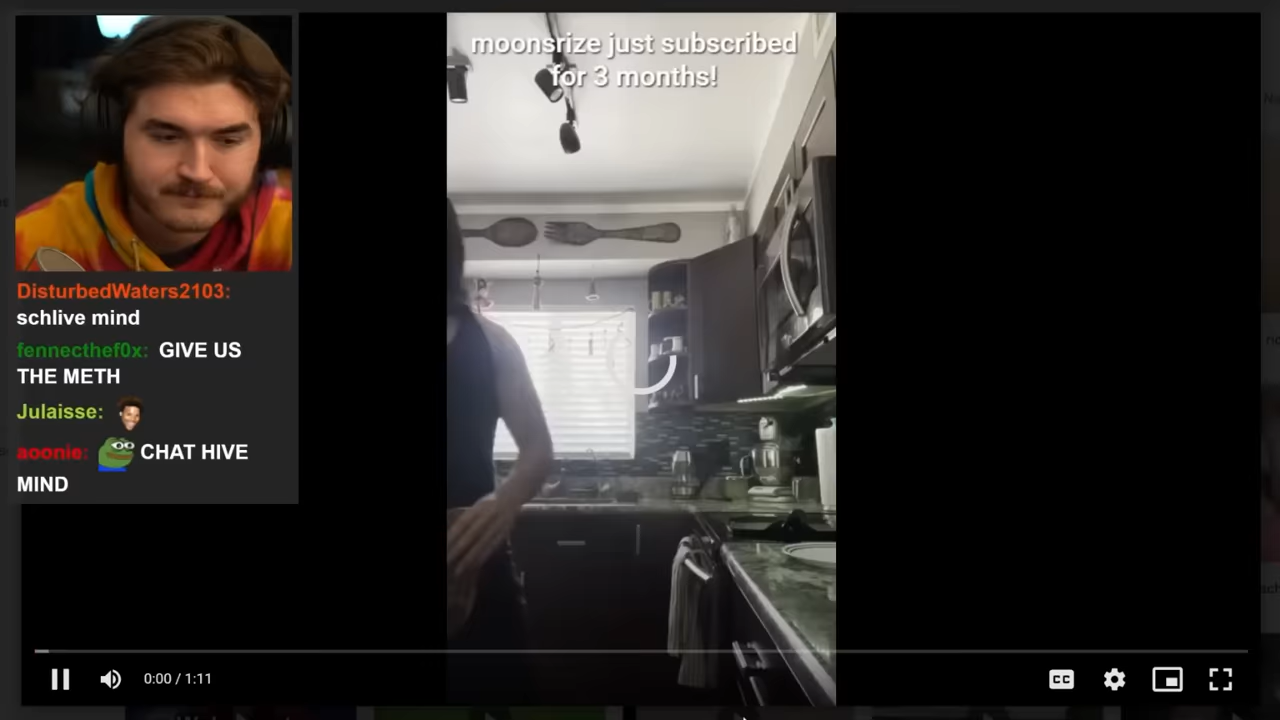 moonsrize just subscribed
for 3 months!
DisturbedWaters2103:
schlive mind
fennecthef0x: GIVE US
THE METH
Julaisse:
aoonie: CHAT HIVE
MIND
0:00 / 1:11
CC